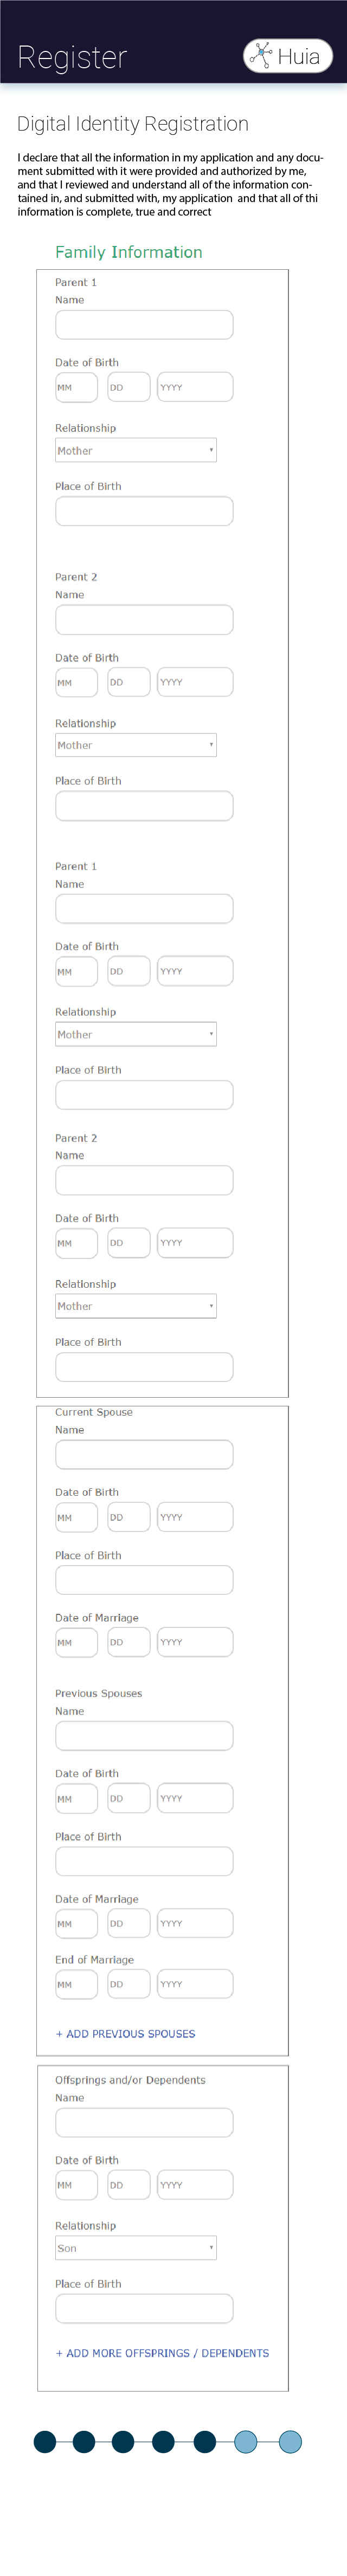 Register
Huia
Digital Identity Registration
I declare that all the information in my application and any docu-
ment submitted with it were provided and authorized by me,
and that I reviewed and understand all of the information con-
tained in, and submitted with, my application and that all of thi
information is complete, true and correct
Family Information
Parent 1
Name
Date of Birth
MM DD YYYY
Relationship
Mother
Place of Birth
Parent 2
Name
Date of Birth
MM DD YYYY
Relationship
Mother
Place of Birth
Parent 1
Name
Date of Birth
MM DD YYYY
Relationship
Mother
Place of Birth
Parent 2
Name
Date of Birth
MM DD YYYY
Relationship
Mother
Place of Birth
Current Spouse
Name
Date of Birth
MM DD YYYY
Place of Birth
Date of Marriage
MM DD YYYY
Previous Spouses
Name
Date of Birth
MM DD YYYY
Place of Birth
Date of Marriage
MM DD YYYY
End of Marriage
MM DD YYYY
+ ADD PREVIOUS SPOUSES
Offsprings and/or Dependents
Name
Date of Birth
MM DD YYYY
Relationship
Son
Place of Birth
+ ADD MORE OFFSPRINGS / DEPENDENTS